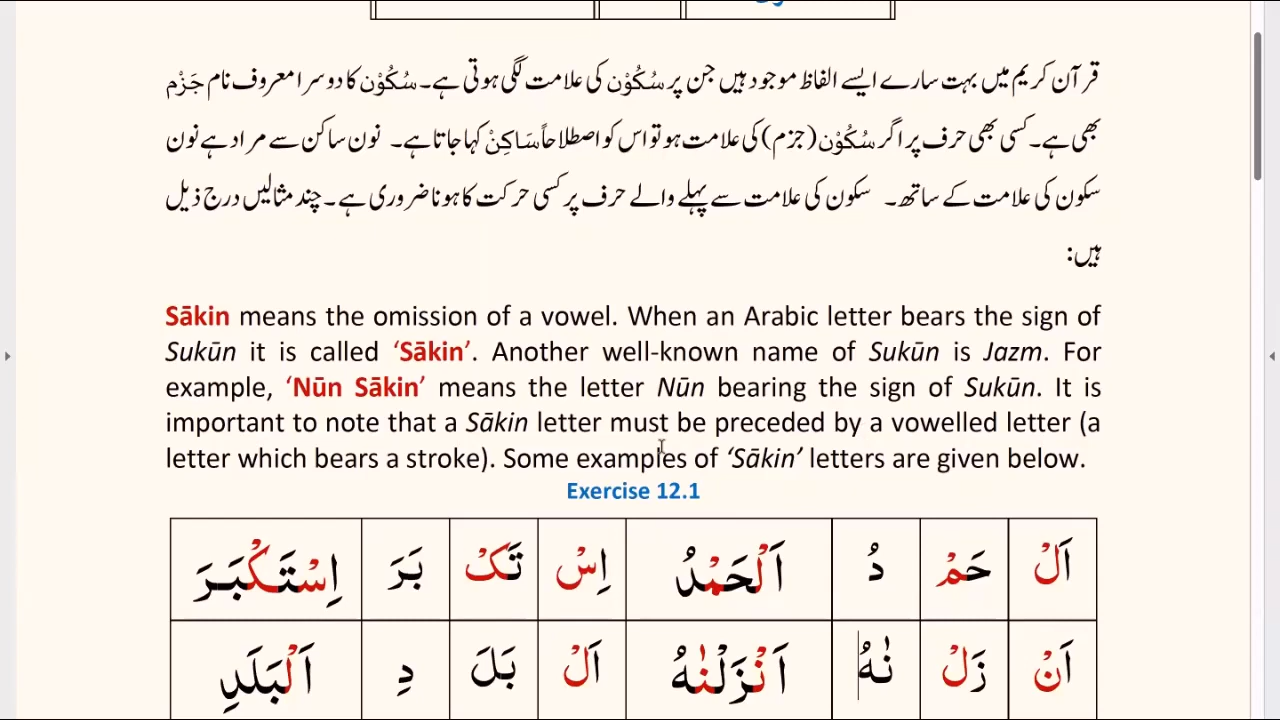 قرآن کریم میں بہت سارے ایسے الفاظ موجود ہیں جن پر سُکُوْن کی علامت لگی ہوتی ہے۔ سُکُوْن کا دوسرا معروف نام جَزْم
بھی ہے۔ کسی بھی حرف پر اگر سُکُوْن (جزم) کی علامت ہو تو اس کو اصطلاحاً سَاکِنْ کہا جاتا ہے۔ نون ساکن سے مراد ہے نون
سکون کی علامت کے ساتھ۔ سکون کی علامت سے پہلے والے حرف پر کسی حرکت کا ہونا ضروری ہے۔ چند مثالیں درج ذیل
ہیں:
Sākin means the omission of a vowel. When an Arabic letter bears the sign of
Sukūn it is called ‘Sākin’. Another well-known name of Sukūn is Jazm. For
example, ‘Nūn Sākin’ means the letter Nūn bearing the sign of Sukūn. It is
important to note that a Sākin letter must be preceded by a vowelled letter (a
letter which bears a stroke). Some examples of ‘Sākin’ letters are given below.
Exercise 12.1
اَلْ حَمْ دُ اَلْحَمْدُ اِسْ تَکْ بَرَ اِسْتَکْبَرَ
اَنْ زَلْ نٰهُ اَنْزَلْنٰهُ اَلْ بَلَ دِ اَلْبَلَدِ